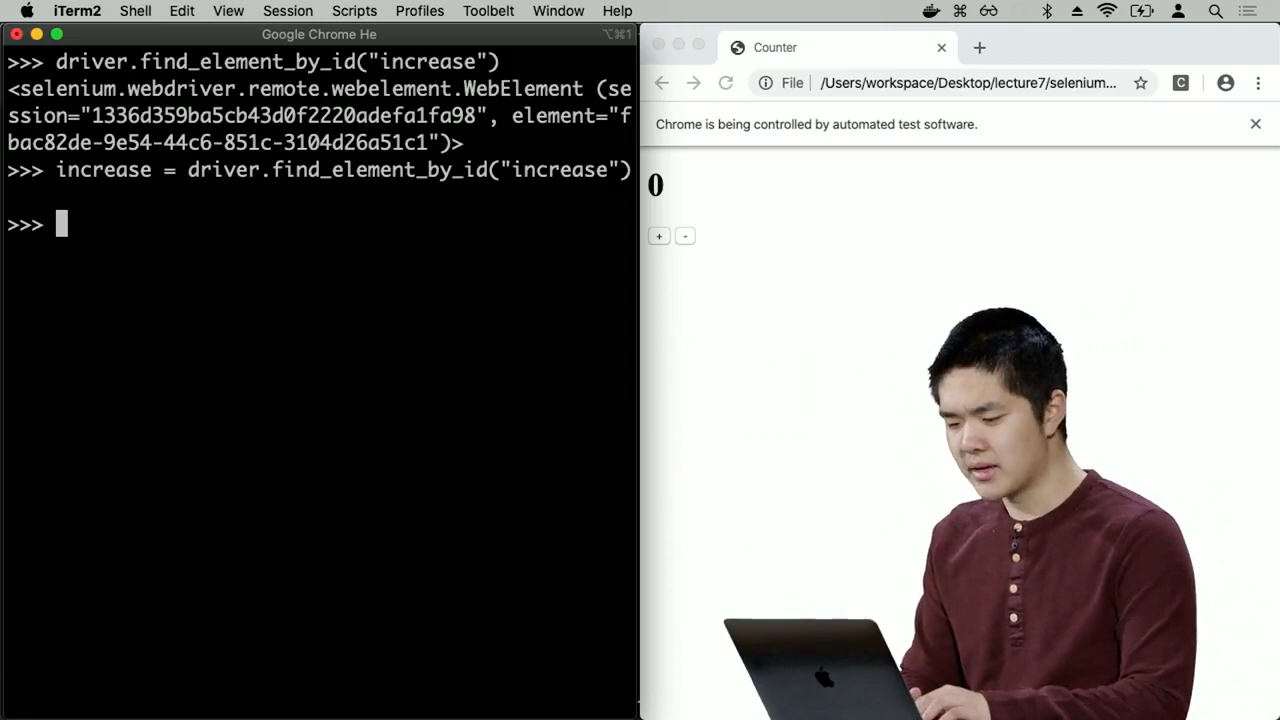 iTerm2 Shell Edit View Session Scripts Profiles Toolbelt Window Help
Google Chrome He ⌥⌘1
>>> driver.find_element_by_id("increase")
<selenium.webdriver.remote.webelement.WebElement (se
ssion="1336d359ba5cb43d0f2220adefa1fa98", element="f
bac82de-9e54-44c6-851c-3104d26a51c1")>
>>> increase = driver.find_element_by_id("increase")
>>>
Counter
File /Users/workspace/Desktop/lecture7/selenium... C
Chrome is being controlled by automated test software.
0
+ -